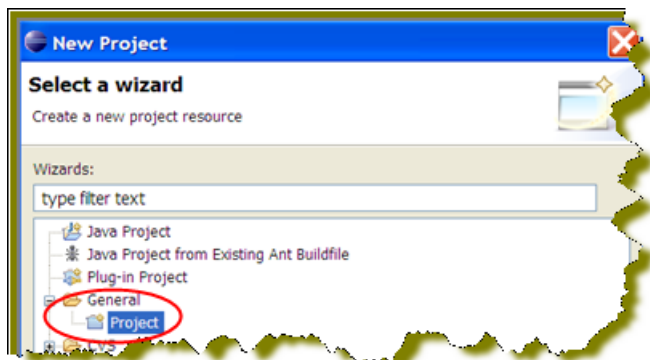 New Project
Select a wizard
Create a new project resource
Wizards:
type filter text
Java Project
Java Project from Existing Ant Buildfile
Plug-in Project
General
Project
CVS